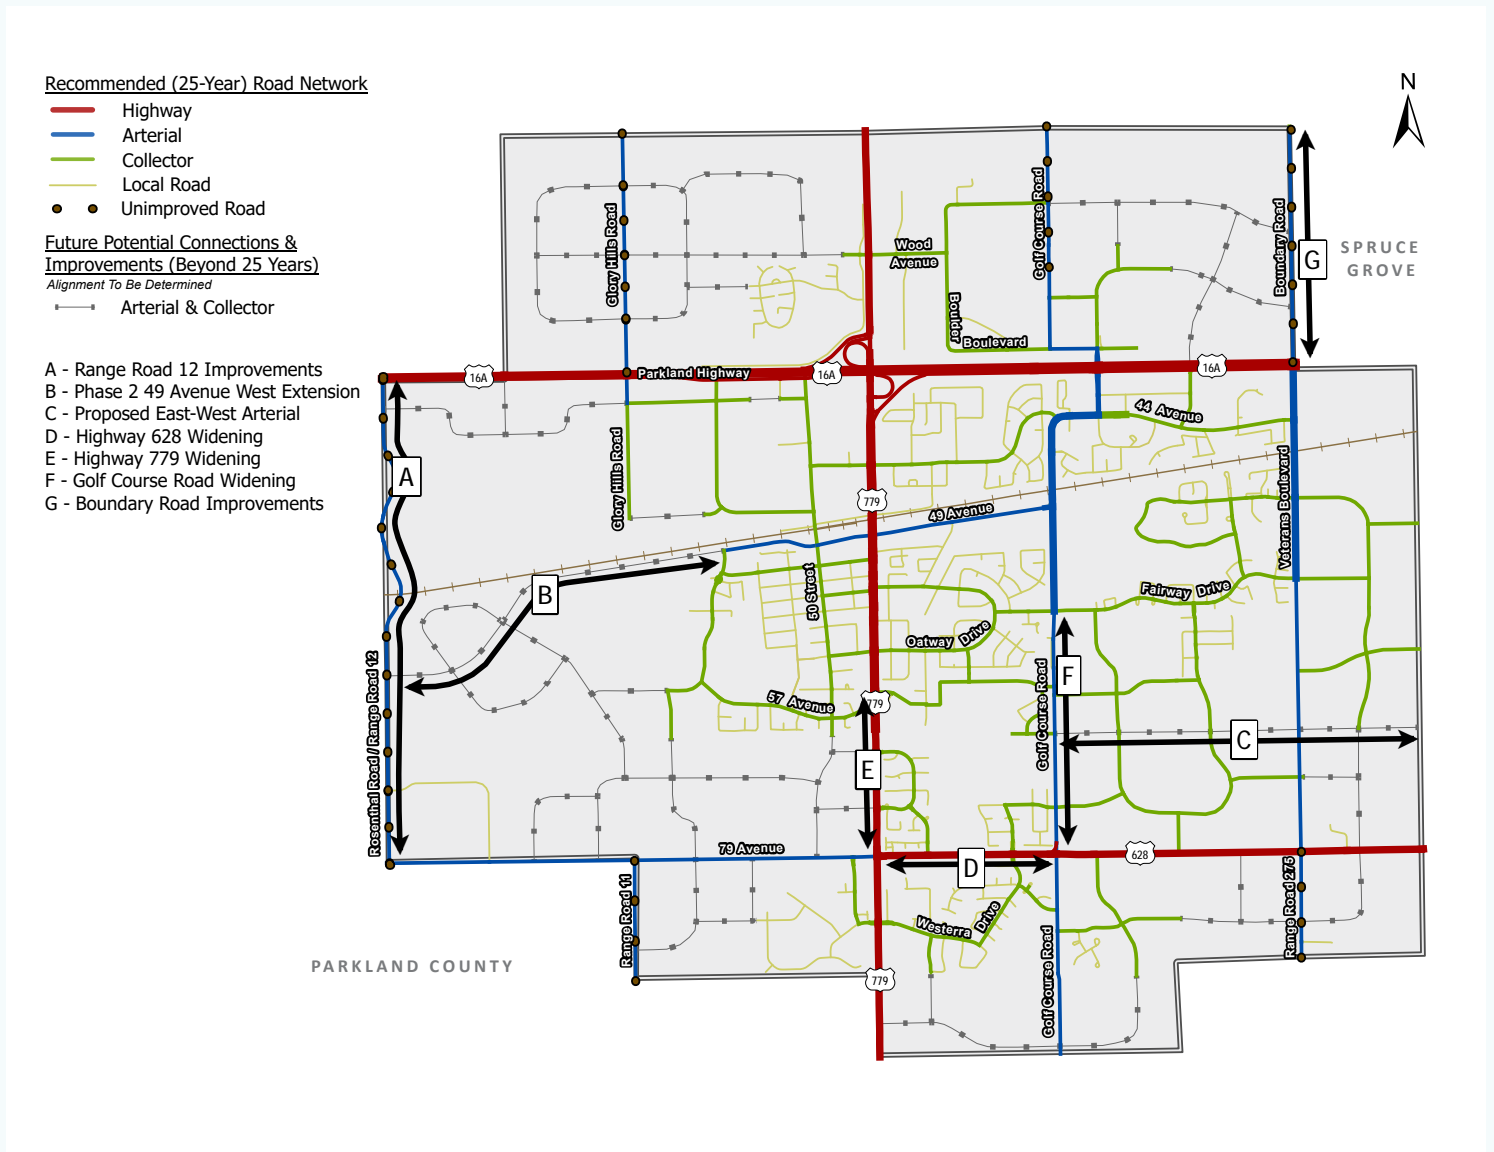 Recommended (25-Year) Road Network
Highway
Arterial
Collector
Local Road
Unimproved Road
Future Potential Connections &
Improvements (Beyond 25 Years)
Alignment To Be Determined
Arterial & Collector
A - Range Road 12 Improvements
B - Phase 2 49 Avenue West Extension
C - Proposed East-West Arterial
D - Highway 628 Widening
E - Highway 779 Widening
F - Golf Course Road Widening
G - Boundary Road Improvements
N
SPRUCE
GROVE
G
Boundary Road
Golf Course Road
Glory Hills Road
Wood
Avenue
Boulder
Boulevard
16A
Parkland Highway
16A
16A
44 Avenue
A
Glory Hills Road
779
49 Avenue
Veterans Boulevard
B
50 Street
Fairway Drive
Oatway Drive
Rosenthal Road / Range Road 12
57 Avenue
779
Golf Course Road
F
C
E
79 Avenue
628
D
Range Road 11
Westerra Drive
Golf Course Road
Range Road 275
PARKLAND COUNTY
779